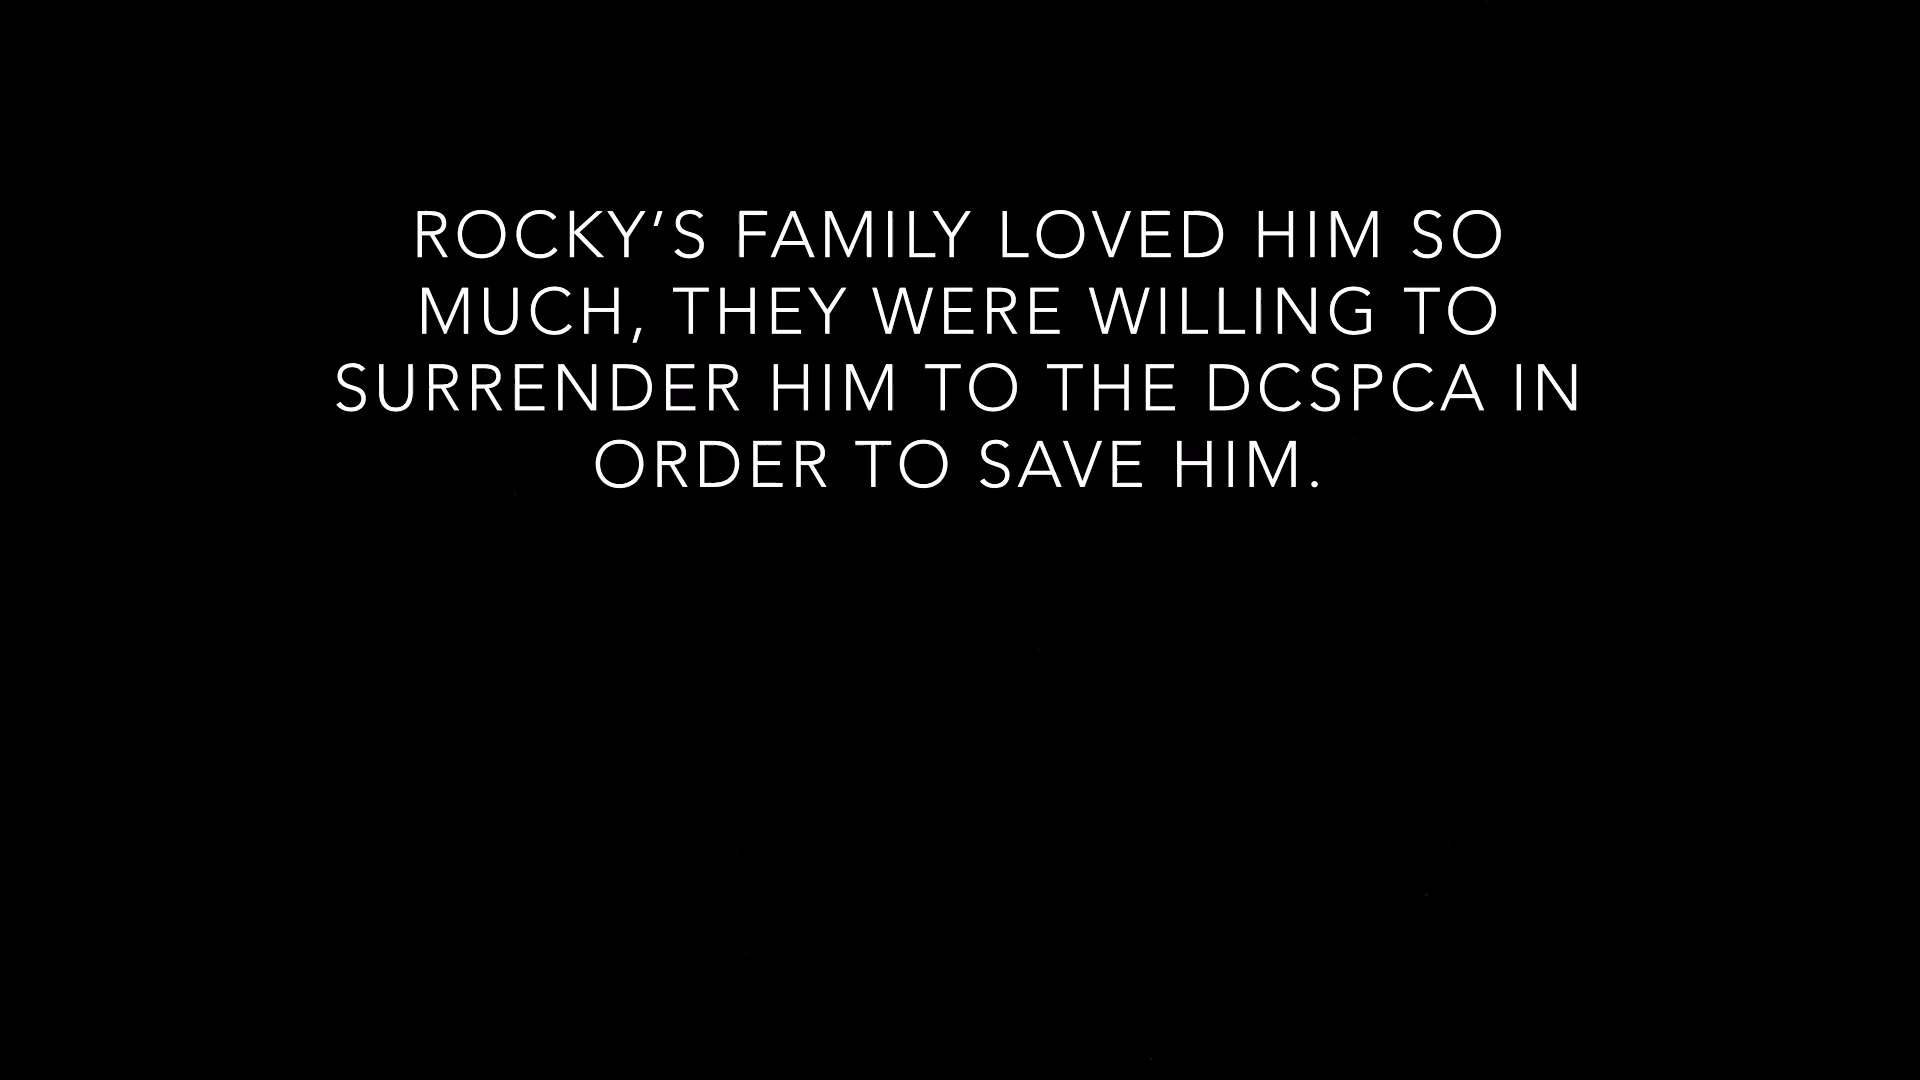 ROCKY‘S FAMILY LOVED HIM SO
MUCH, THEY WERE WILLING TO
SURRENDER HIM TO THE DCSPCA IN
ORDER TO SAVE HIM.